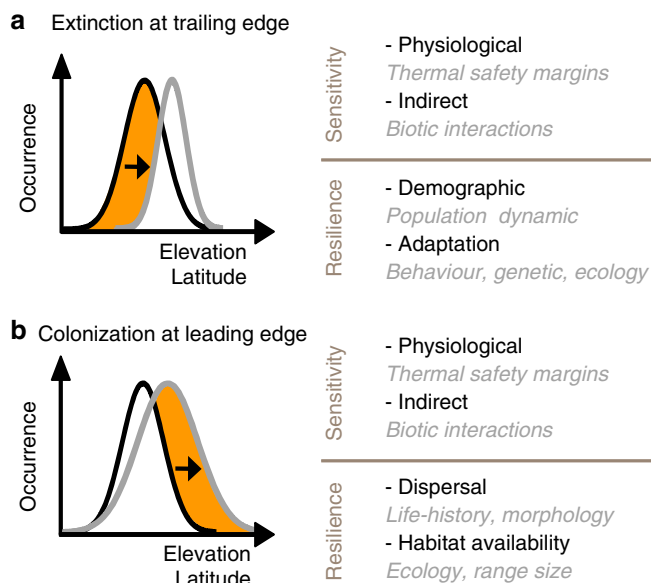 a Extinction at trailing edge
Occurrence
Elevation
Latitude
Sensitivity
- Physiological
Thermal safety margins
- Indirect
Biotic interactions
Resilience
- Demographic
Population dynamic
- Adaptation
Behaviour, genetic, ecology
b Colonization at leading edge
Occurrence
Elevation
Latitude
Sensitivity
- Physiological
Thermal safety margins
- Indirect
Biotic interactions
Resilience
- Dispersal
Life-history, morphology
- Habitat availability
Ecology, range size